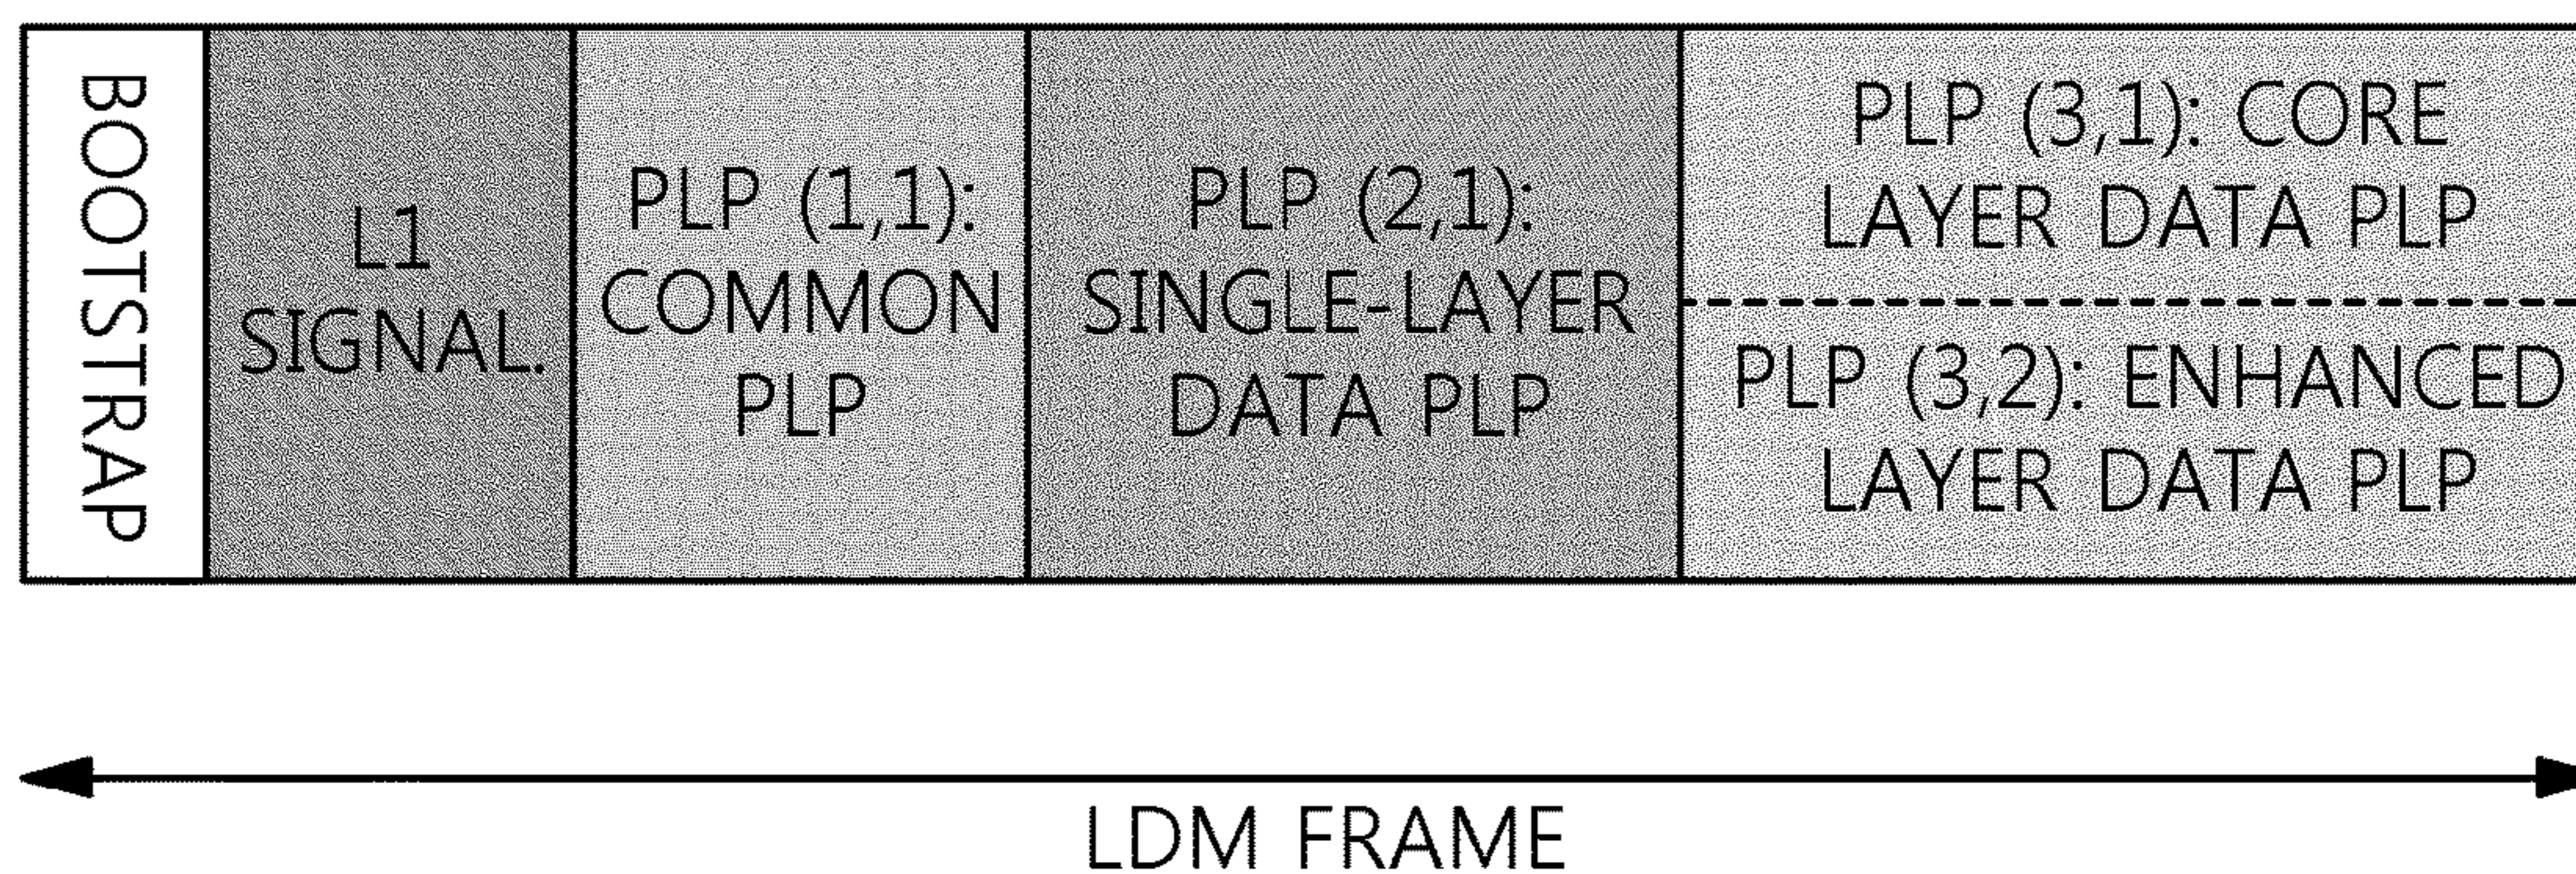 BOOTSTRAP
L1
SIGNAL.
PLP (1,1):
COMMON
PLP
PLP (2,1):
SINGLE-LAYER
DATA PLP
PLP (3,1): CORE
LAYER DATA PLP
PLP (3,2): ENHANCED
LAYER DATA PLP
LDM FRAME